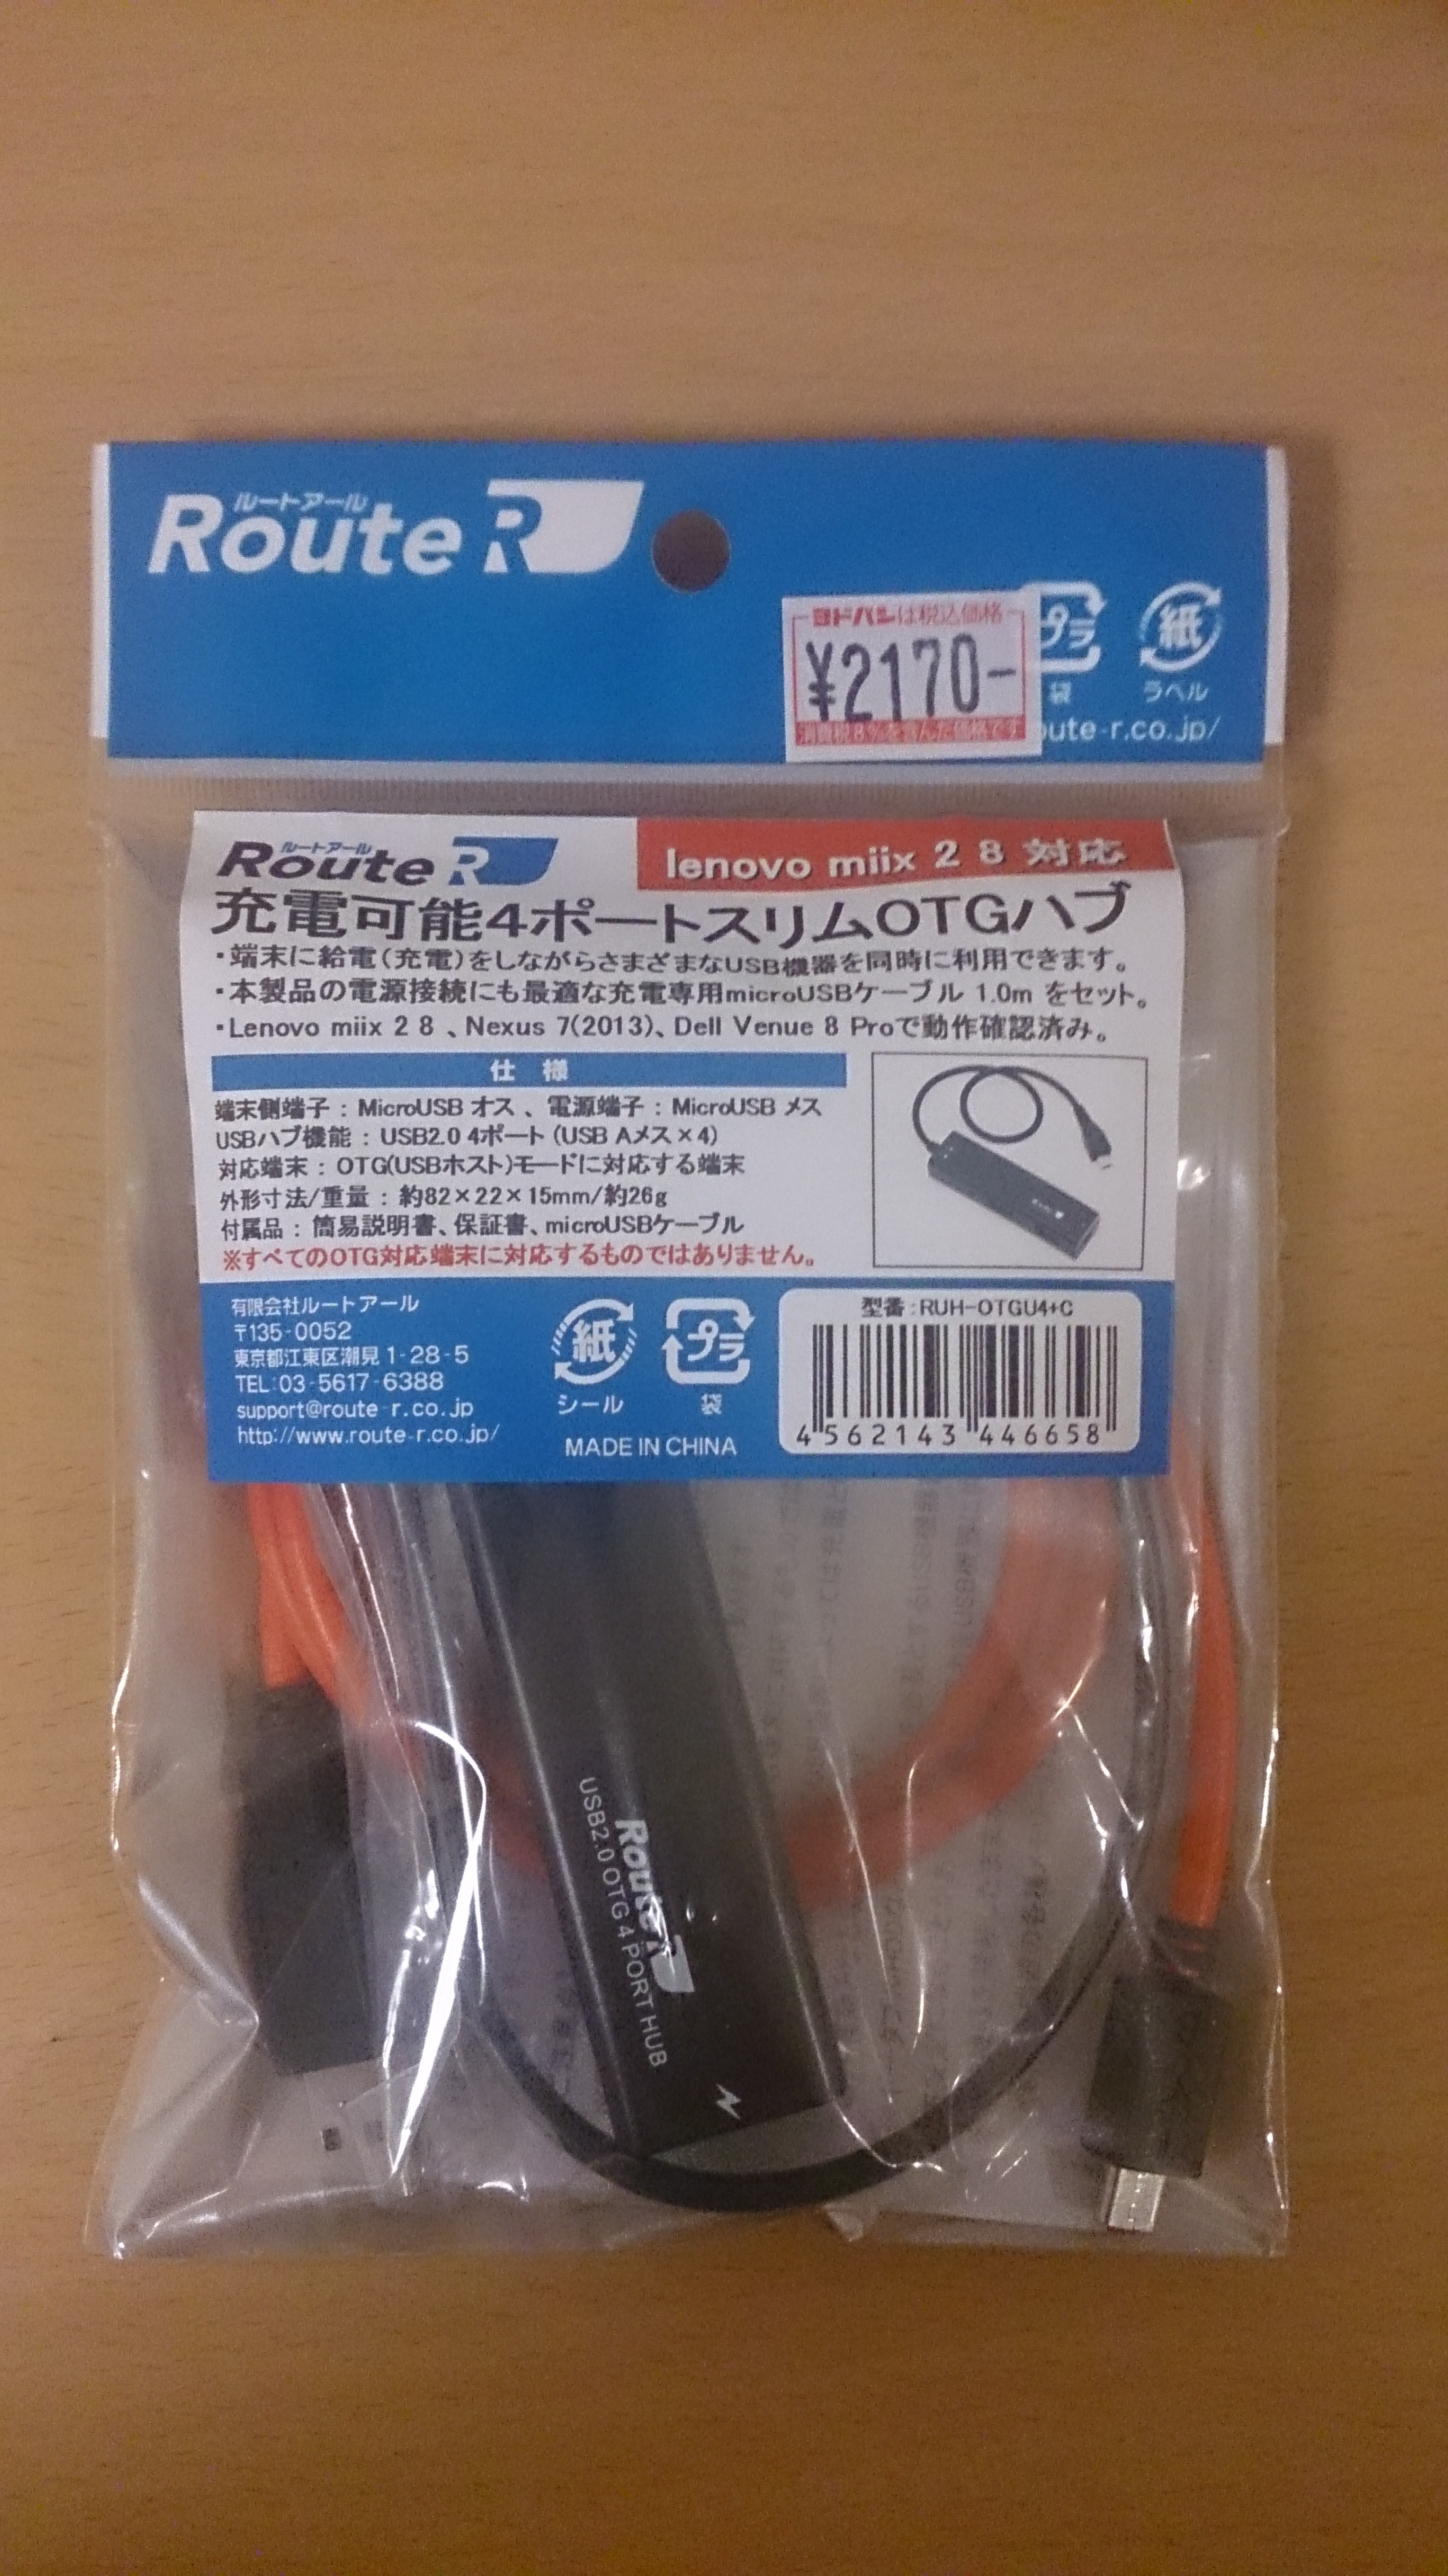 ルートアール
Route R
ヨドバシは税込価格
¥2170-
消費税8%を含んだ価格です
プラ
紙
袋
ラベル
oute-r.co.jp/
ルートアール
Route R
lenovo miix 2 8 対応
充電可能4ポートスリムOTGハブ
・端末に給電(充電)をしながらさまざまなUSB機器を同時に利用できます。
・本製品の電源接続にも最適な充電専用microUSBケーブル 1.0m をセット。
・Lenovo miix 2 8 、Nexus 7(2013)、Dell Venue 8 Proで動作確認済み。
仕 様
端末側端子 : MicroUSB オス 、電源端子 : MicroUSB メス
USBハブ機能 : USB2.0 4ポート (USB Aメス×4)
対応端末 : OTG(USBホスト)モードに対応する端末
外形寸法/重量 : 約82×22×15mm/約26g
付属品 : 簡易説明書、保証書、microUSBケーブル
※すべてのOTG対応端末に対応するものではありません。
有限会社ルートアール
〒135-0052
東京都江東区潮見 1-28-5
TEL:03-5617-6388
support@route-r.co.jp
http://www.route-r.co.jp/
紙
プラ
シール
袋
MADE IN CHINA
型番:RUH-OTGU4+C
4562143446658
Route R
USB2.0 OTG 4 PORT HUB